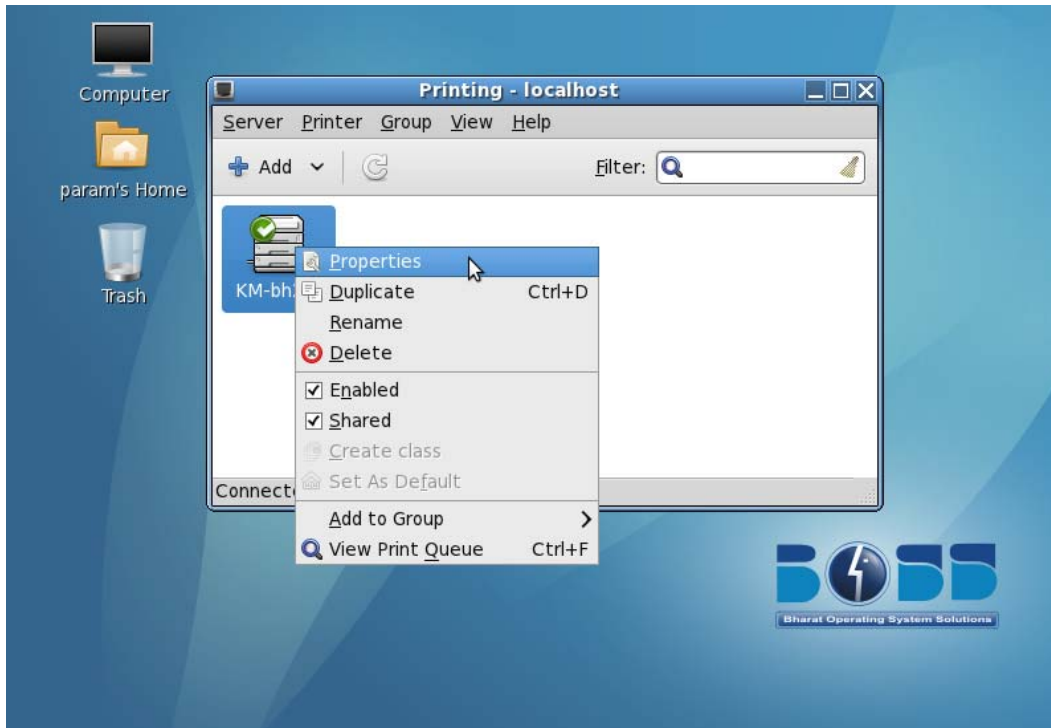 Computer
param's Home
Trash
Printing - localhost
Server Printer Group View Help
Add
Filter:
KM-bh
Properties
Duplicate Ctrl+D
Rename
Delete
Enabled
Shared
Create class
Set As Default
Add to Group
View Print Queue Ctrl+F
Connect
BOSS
Bharat Operating System Solutions